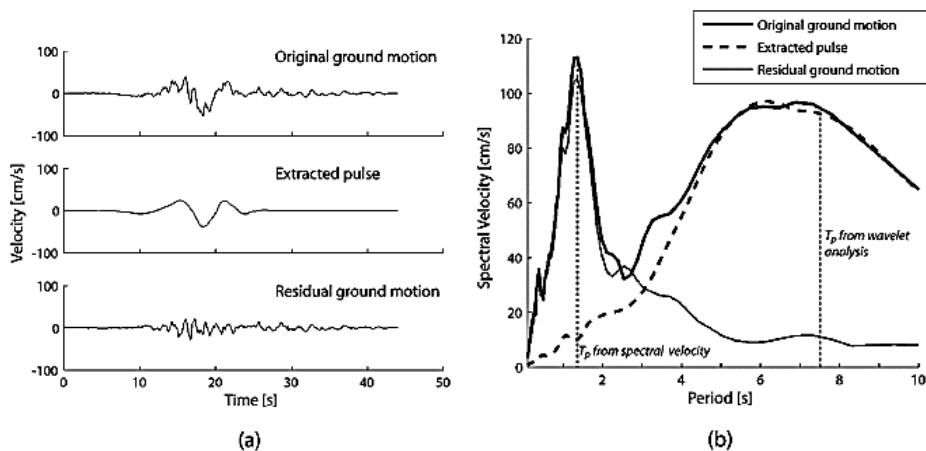 100
Original ground motion
0
-100
100
Extracted pulse
0
-100
100
Residual ground motion
0
-100
0 10 20 30 40 50
Velocity [cm/s]
Time [s]
(a)
Original ground motion
Extracted pulse
Residual ground motion
120
100
80
60
40
20
0
Spectral Velocity [cm/s]
Tp from wavelet
analysis
Tp from spectral velocity
2 4 6 8 10
Period [s]
(b)